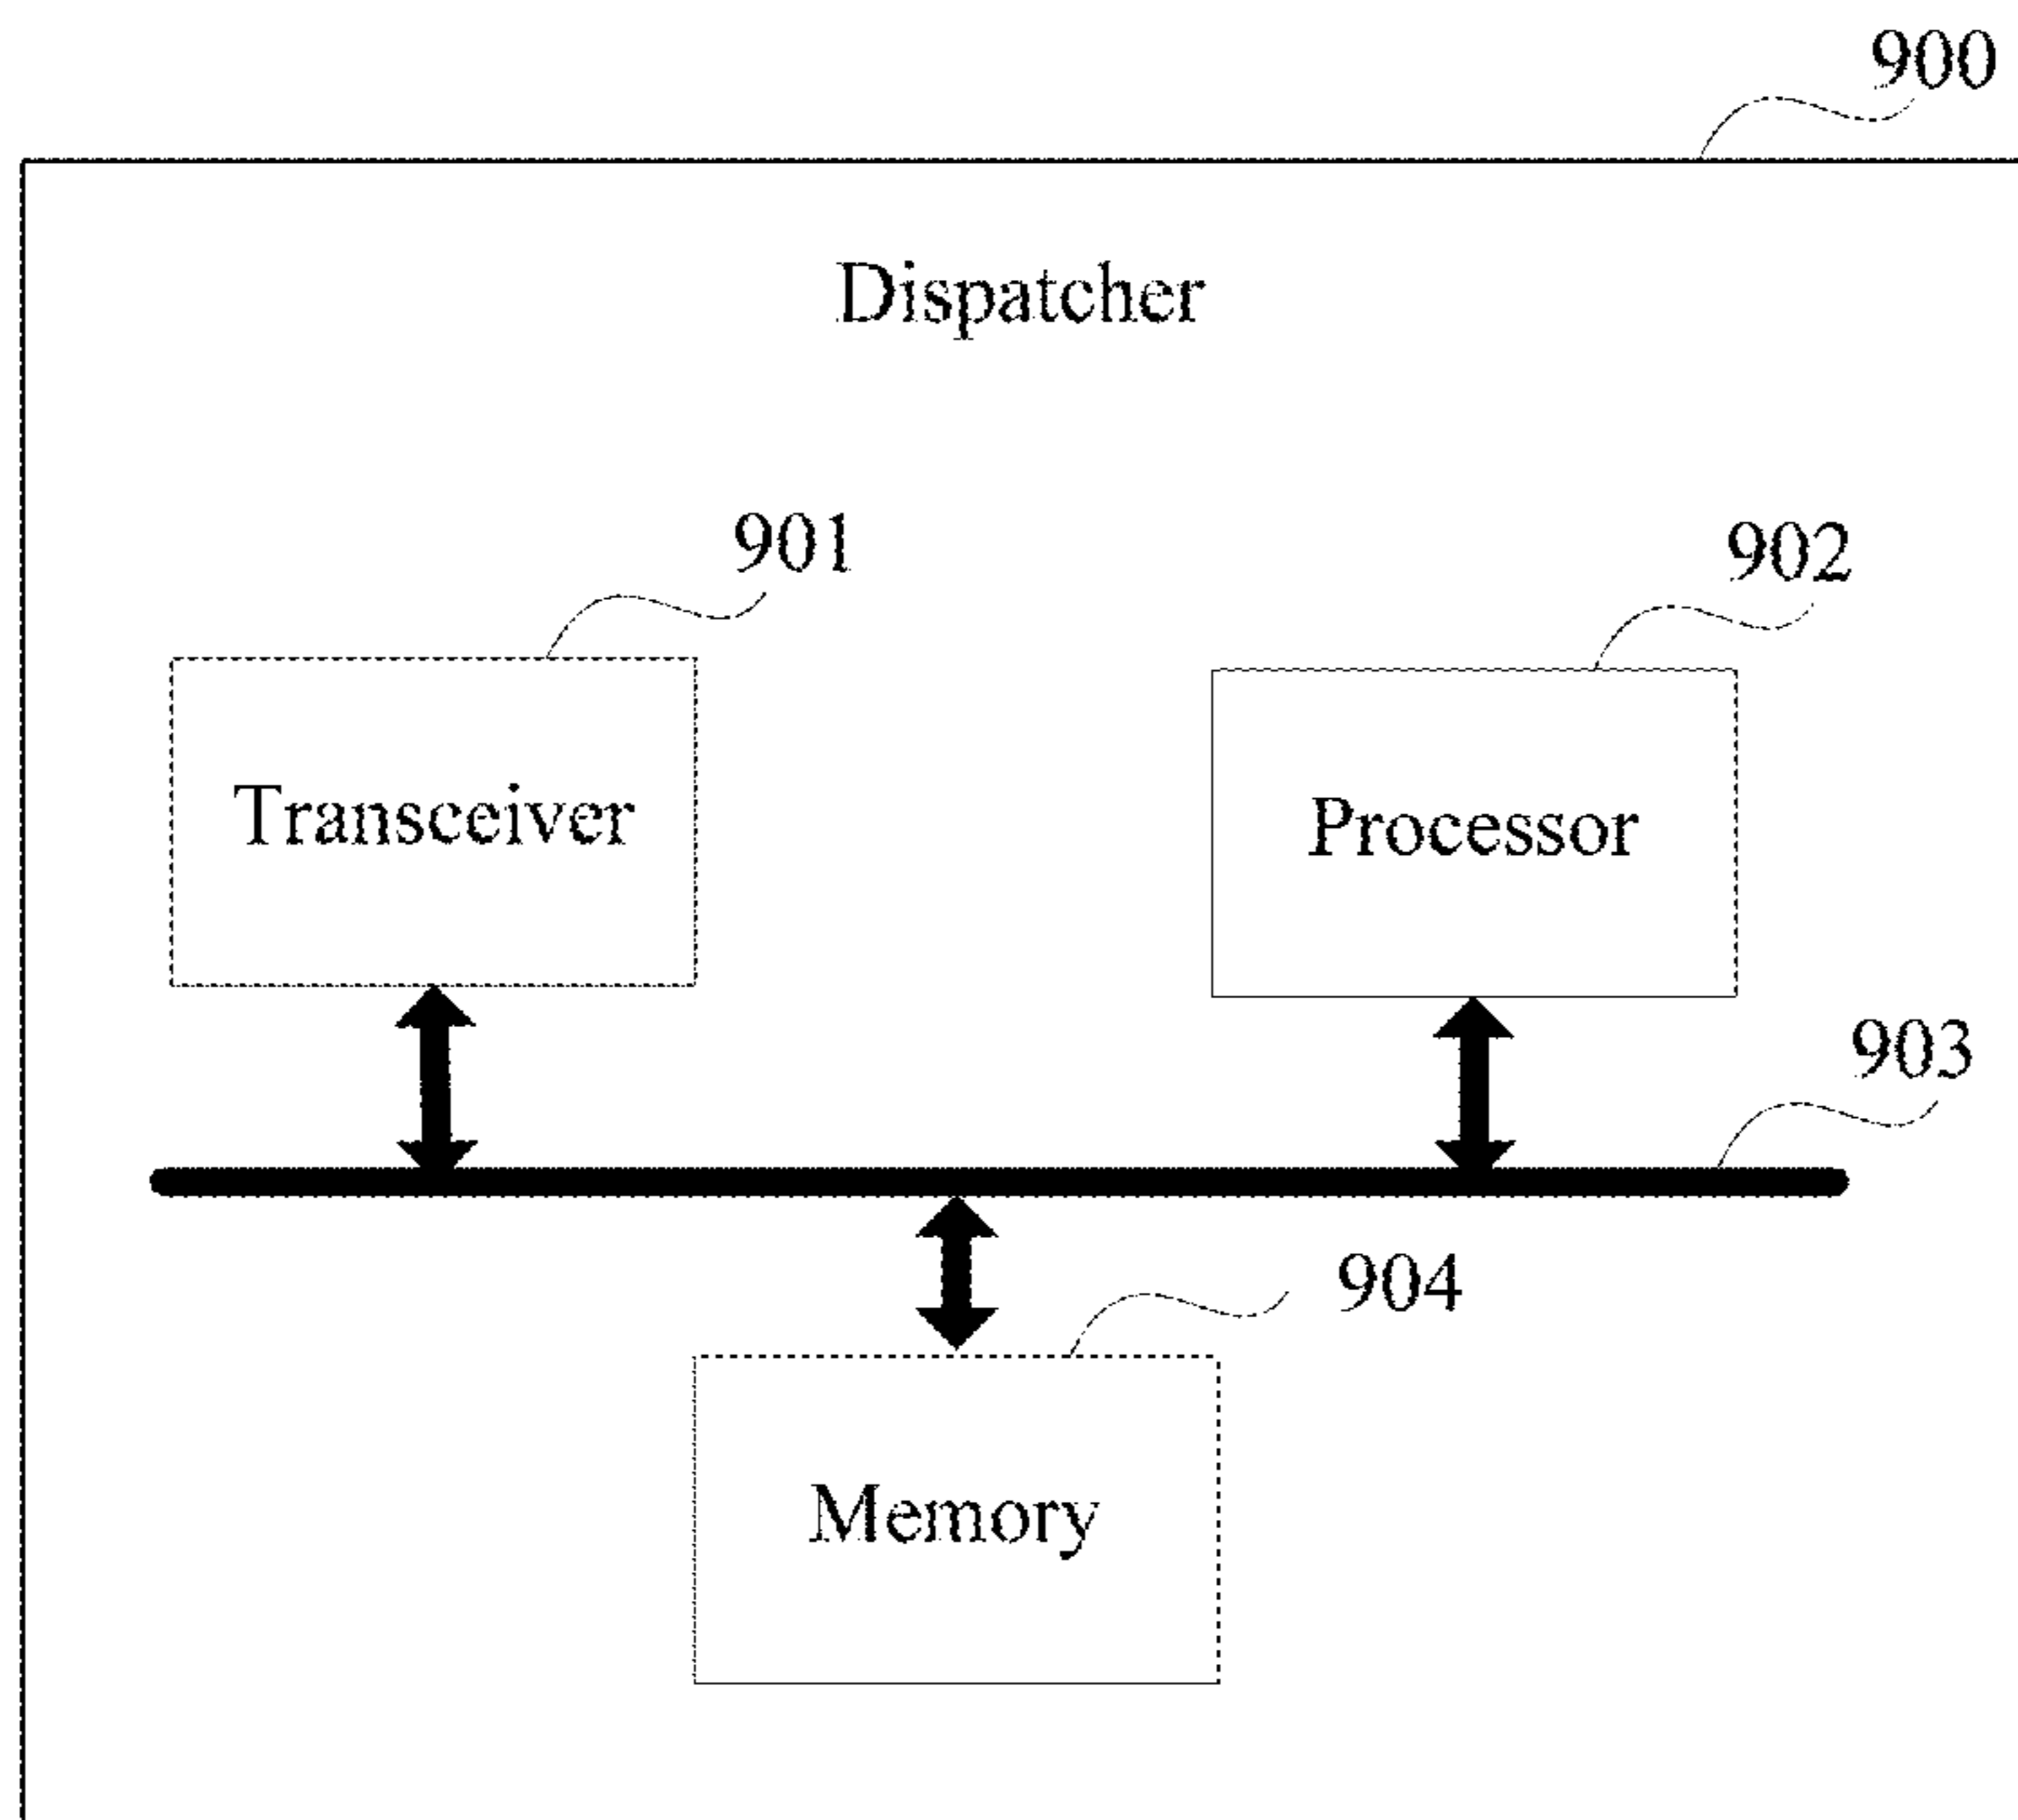 900
Dispatcher
901
902
Transceiver
Processor
903
904
Memory